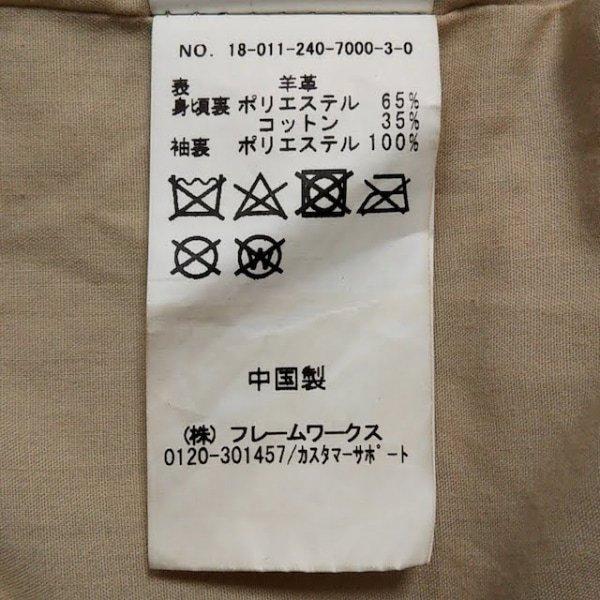 NO. 18-011-240-7000-3-0
表 羊革
身頃裏 ポリエステル 65%
コットン 35%
袖裏 ポリエステル 100%
W
中国製
(株) フレームワークス
0120-301457/カスタマーサポート